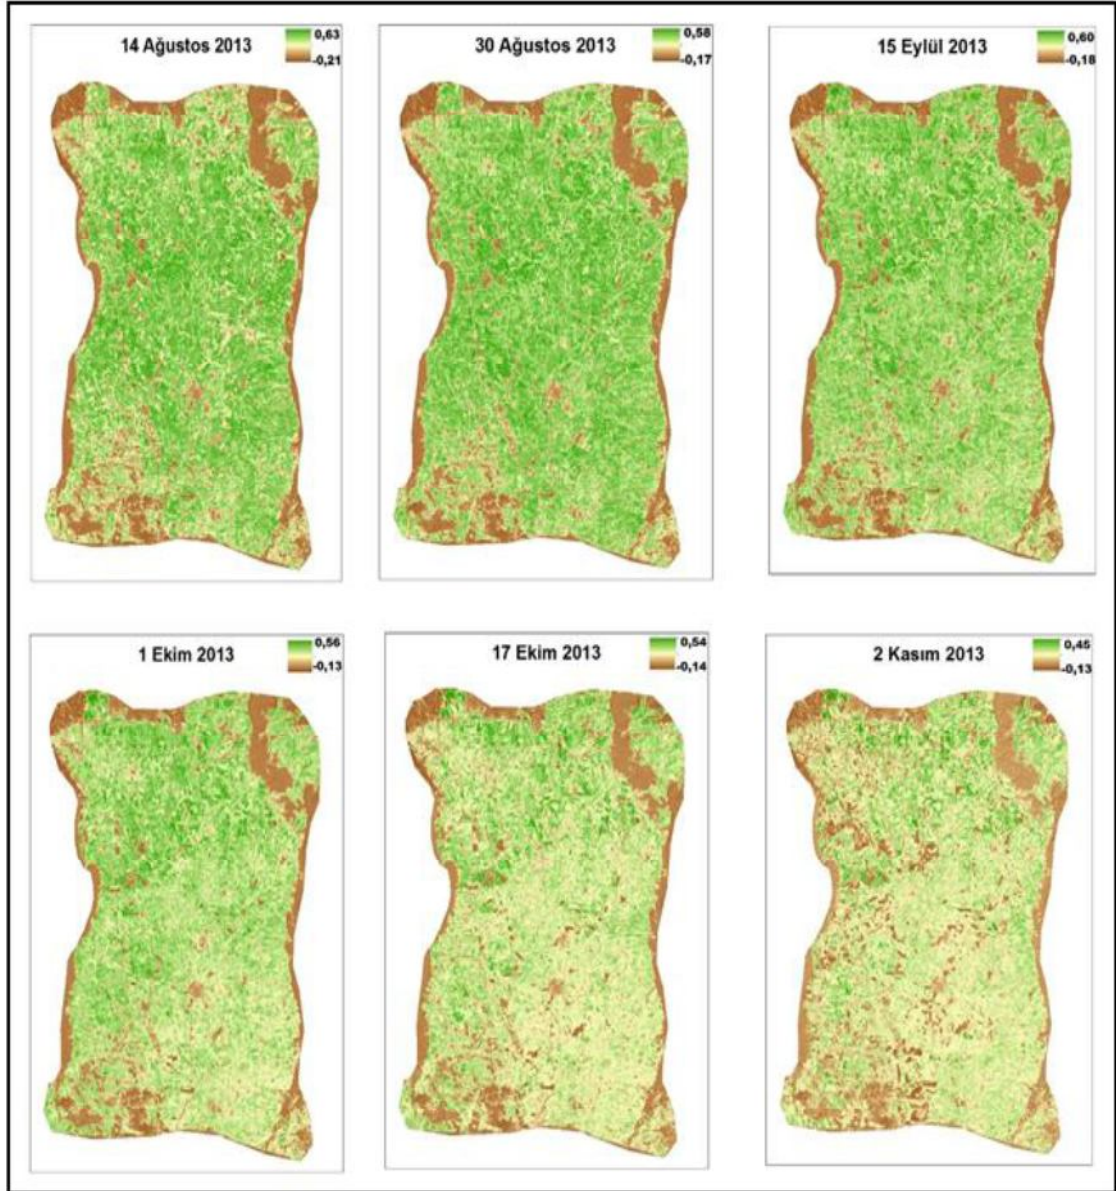 14 Ağustos 2013
0,63
-0,21
30 Ağustos 2013
0,58
-0,17
15 Eylül 2013
0,60
-0,18
1 Ekim 2013
0,56
-0,13
17 Ekim 2013
0,54
-0,14
2 Kasım 2013
0,45
-0,13